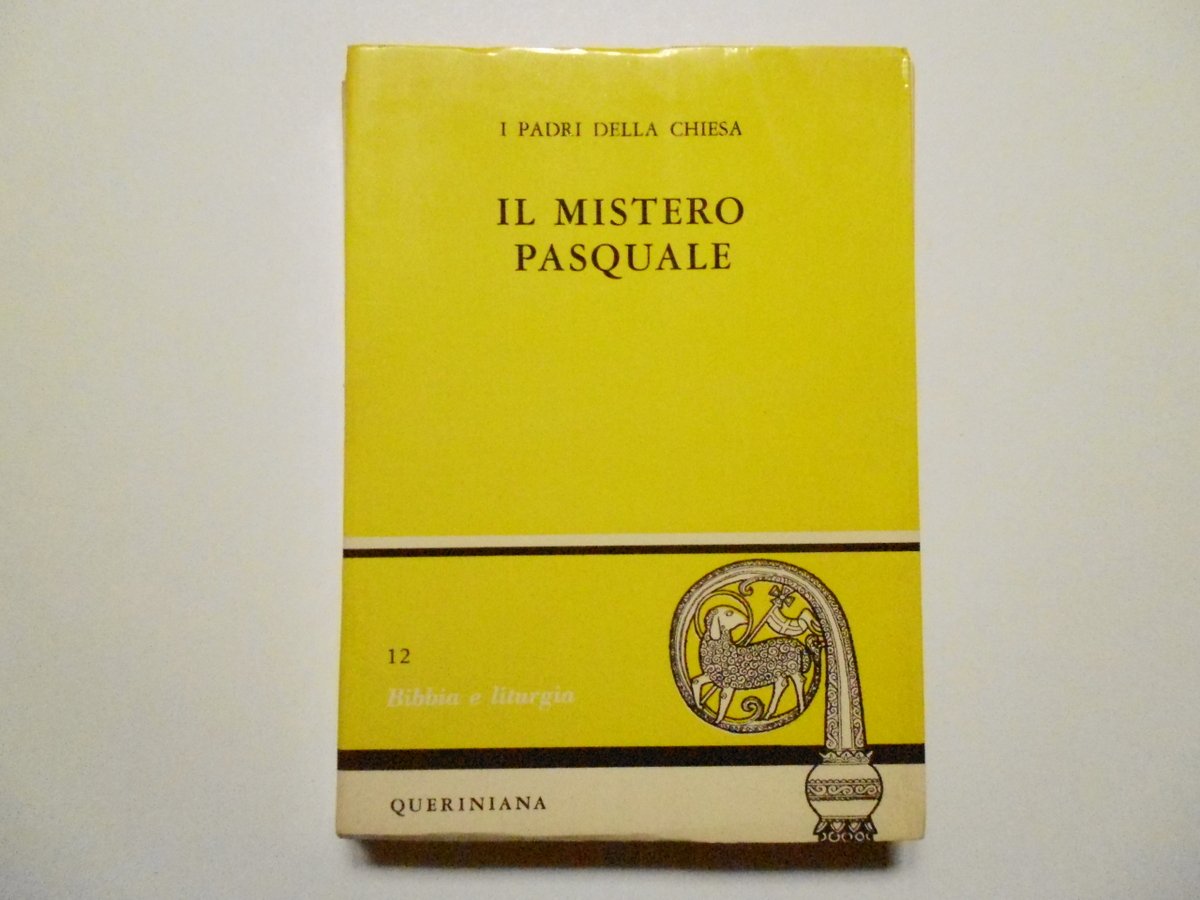 I PADRI DELLA CHIESA
IL MISTERO
PASQUALE
12
Bibbia e liturgia
QUERINIANA